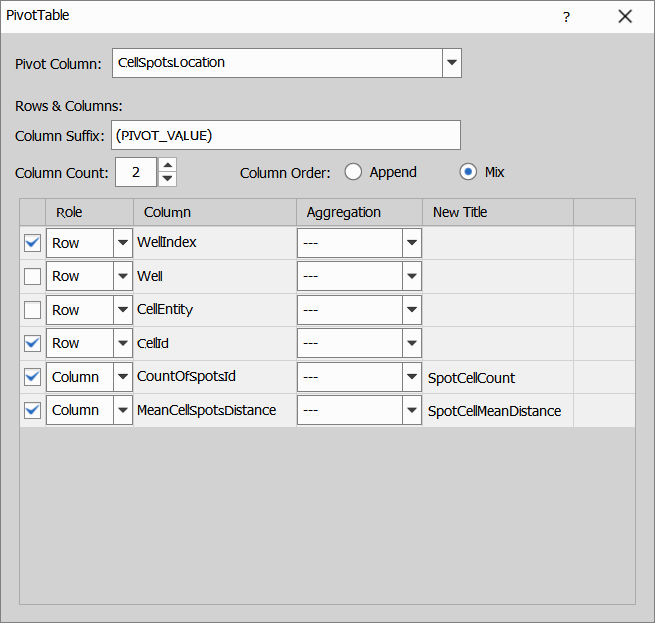 PivotTable ?
Pivot Column: CellSpotsLocation
Rows & Columns:
Column Suffix: (PIVOT_VALUE)
Column Count: 2 Column Order: Append Mix
Role Column Aggregation New Title
Row WellIndex ---
Row Well ---
Row CellEntity ---
Row CellId ---
Column CountOfSpotsId --- SpotCellCount
Column MeanCellSpotsDistance --- SpotCellMeanDistance